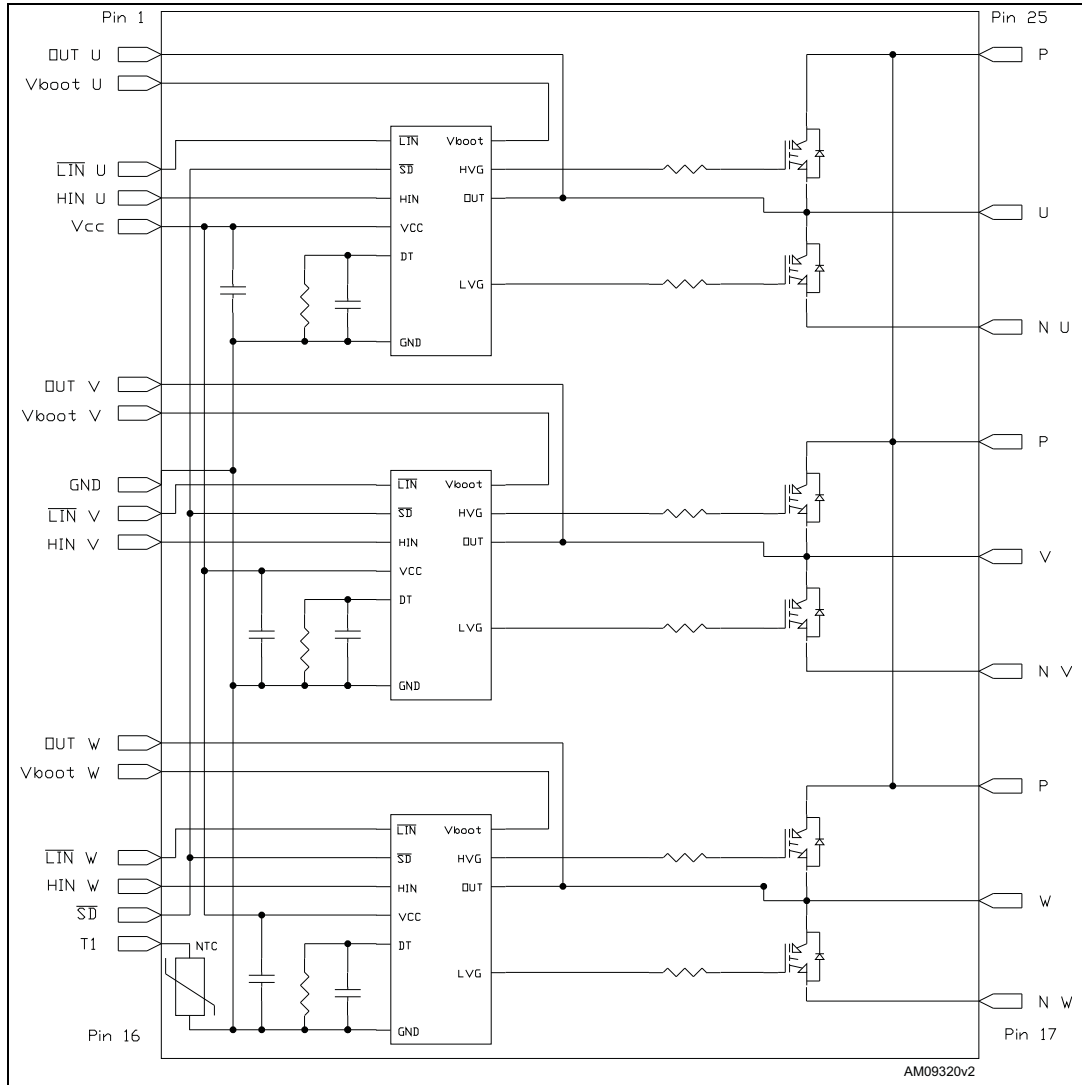 Pin 1
Pin 25
OUT U
P
Vboot U
LIN
Vboot
LIN U
SD
HVG
HIN U
HIN
OUT
U
Vcc
VCC
DT
LVG
N U
GND
OUT V
Vboot V
P
GND
LIN
Vboot
LIN V
SD
HVG
HIN V
HIN
OUT
V
VCC
DT
LVG
N V
GND
OUT W
Vboot W
P
LIN
Vboot
LIN W
SD
HVG
HIN W
HIN
OUT
W
SD
VCC
T1
NTC
DT
LVG
N W
Pin 16
GND
Pin 17
AM09320v2